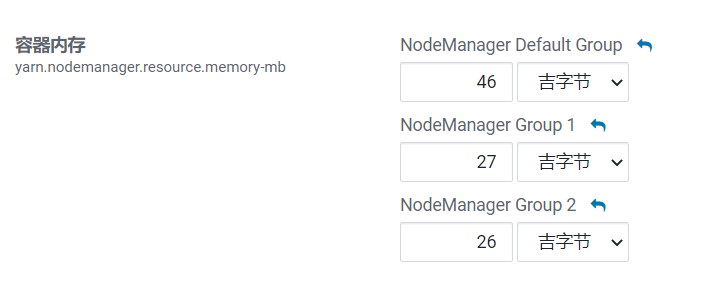 容器内存
yarn.nodemanager.resource.memory-mb
NodeManager Default Group
46 吉字节
NodeManager Group 1
27 吉字节
NodeManager Group 2
26 吉字节